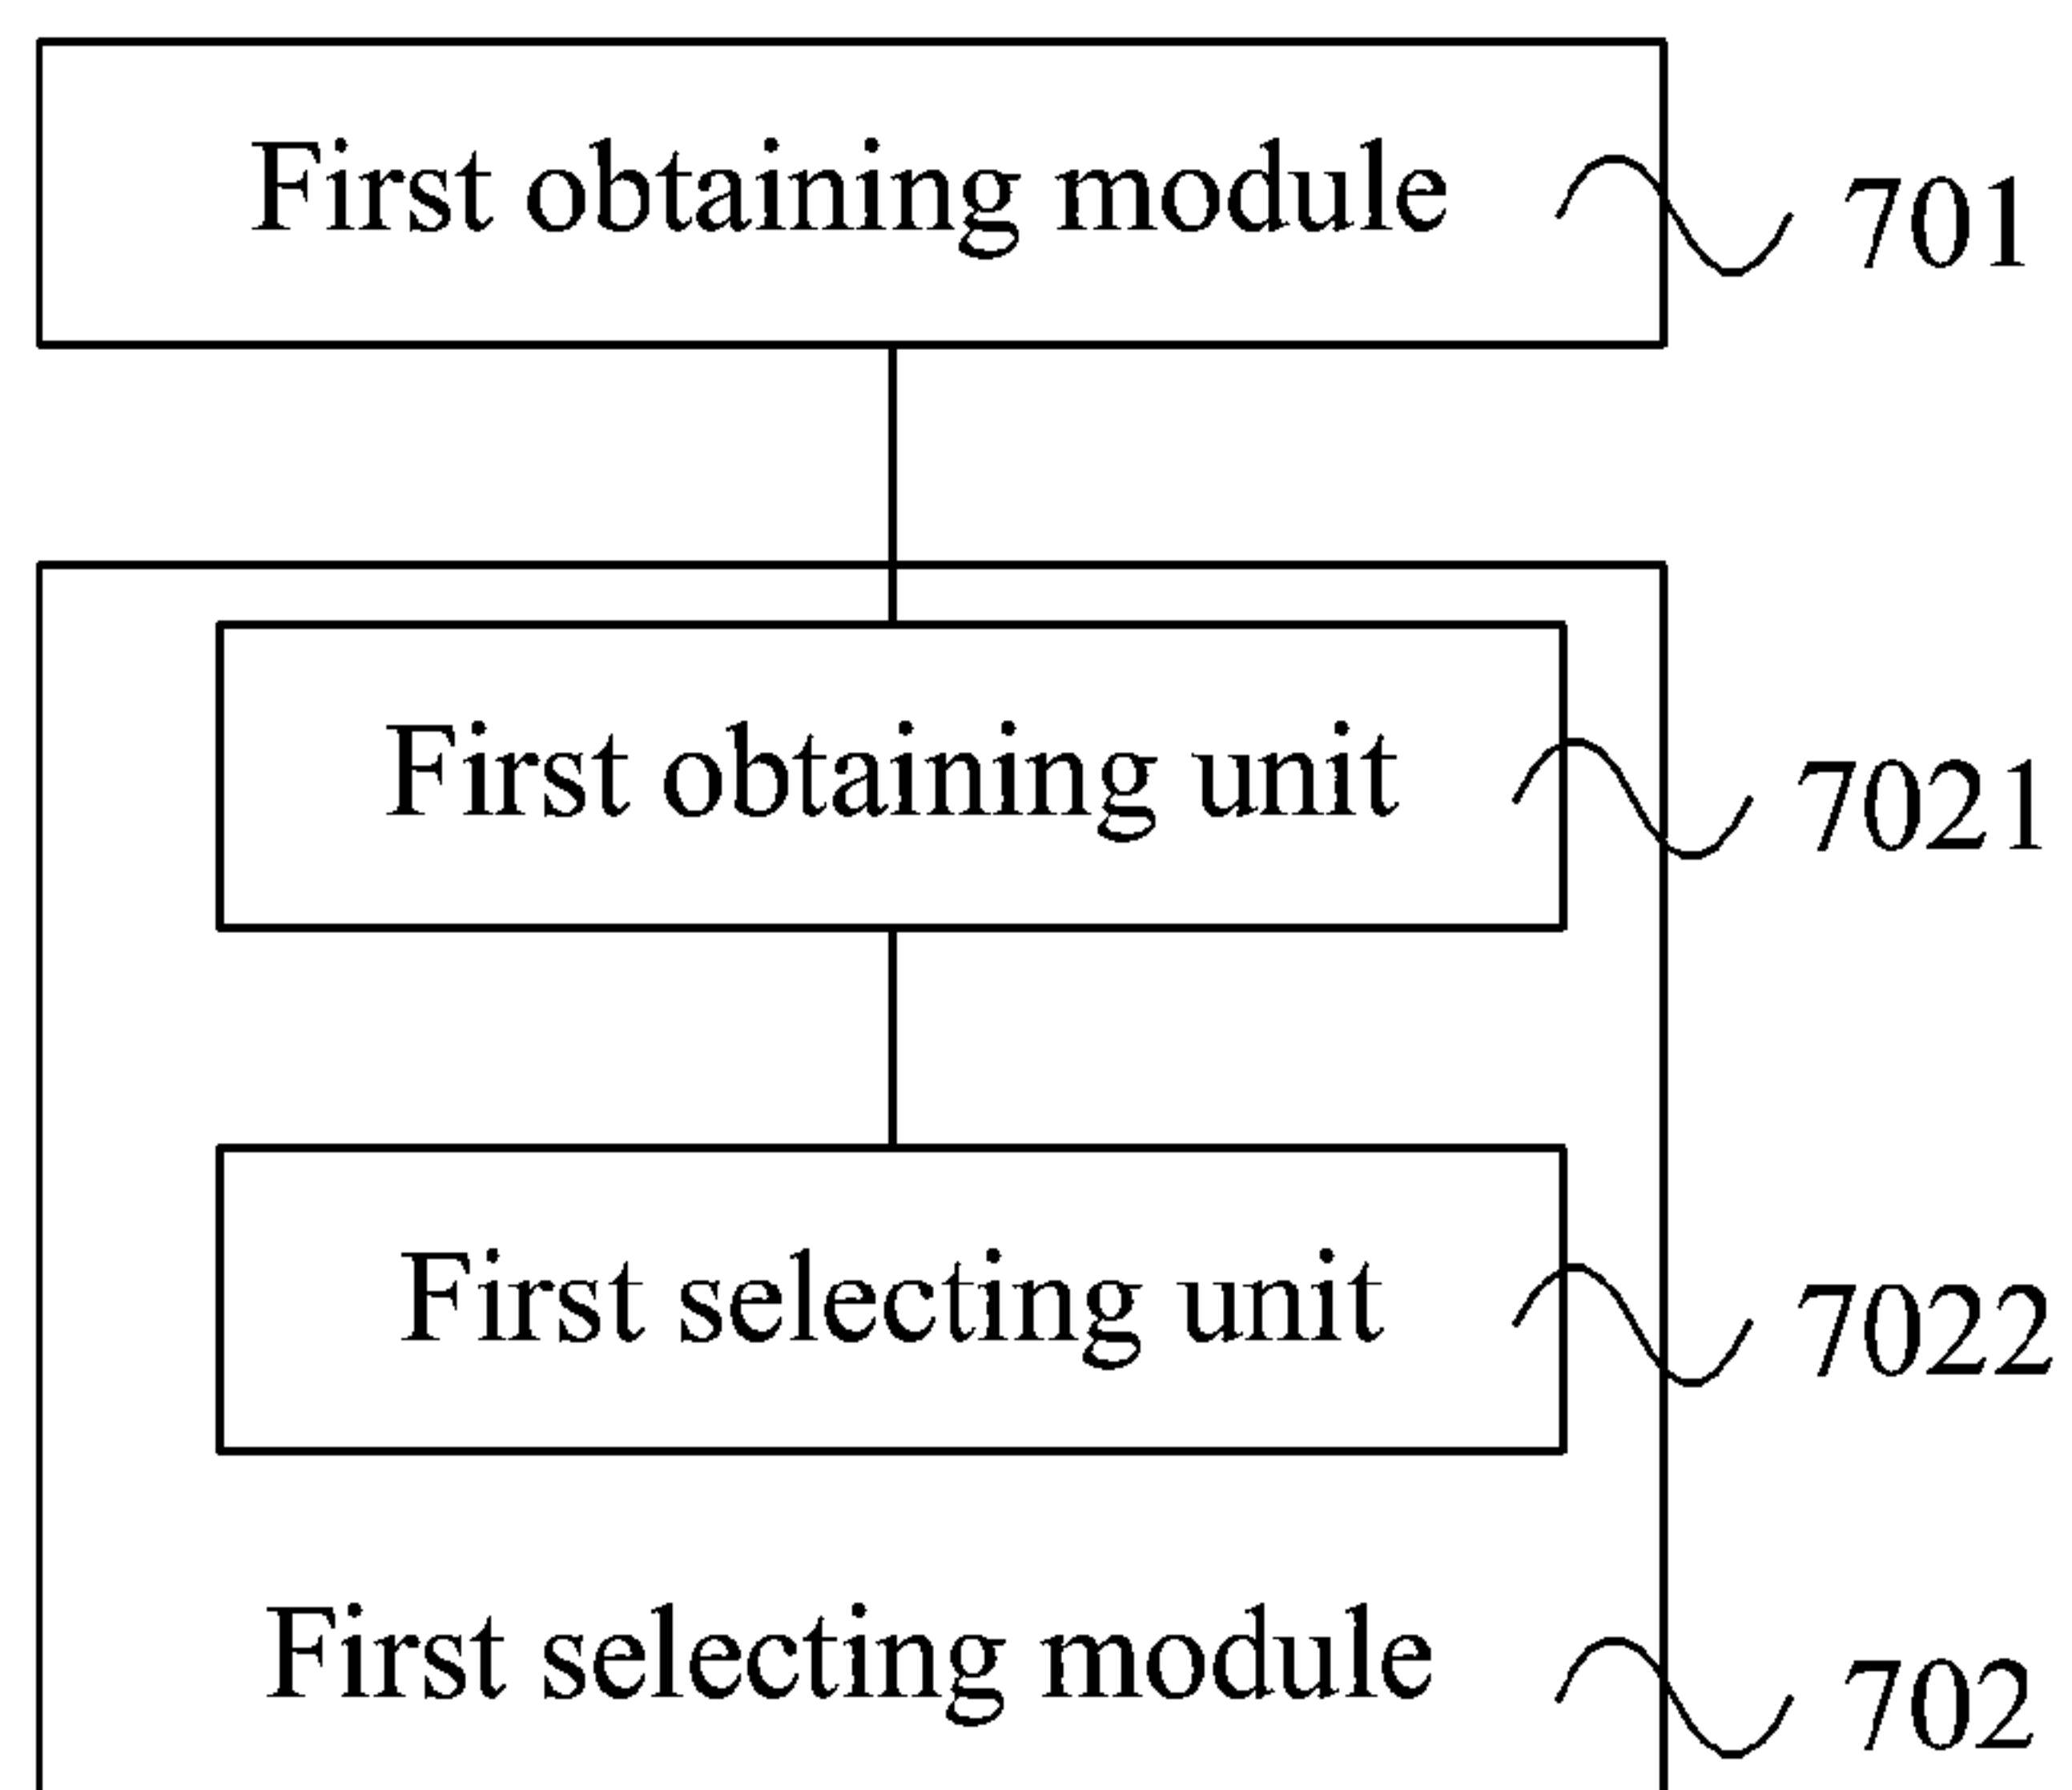 First obtaining module 701
First obtaining unit 7021
First selecting unit 7022
First selecting module 702